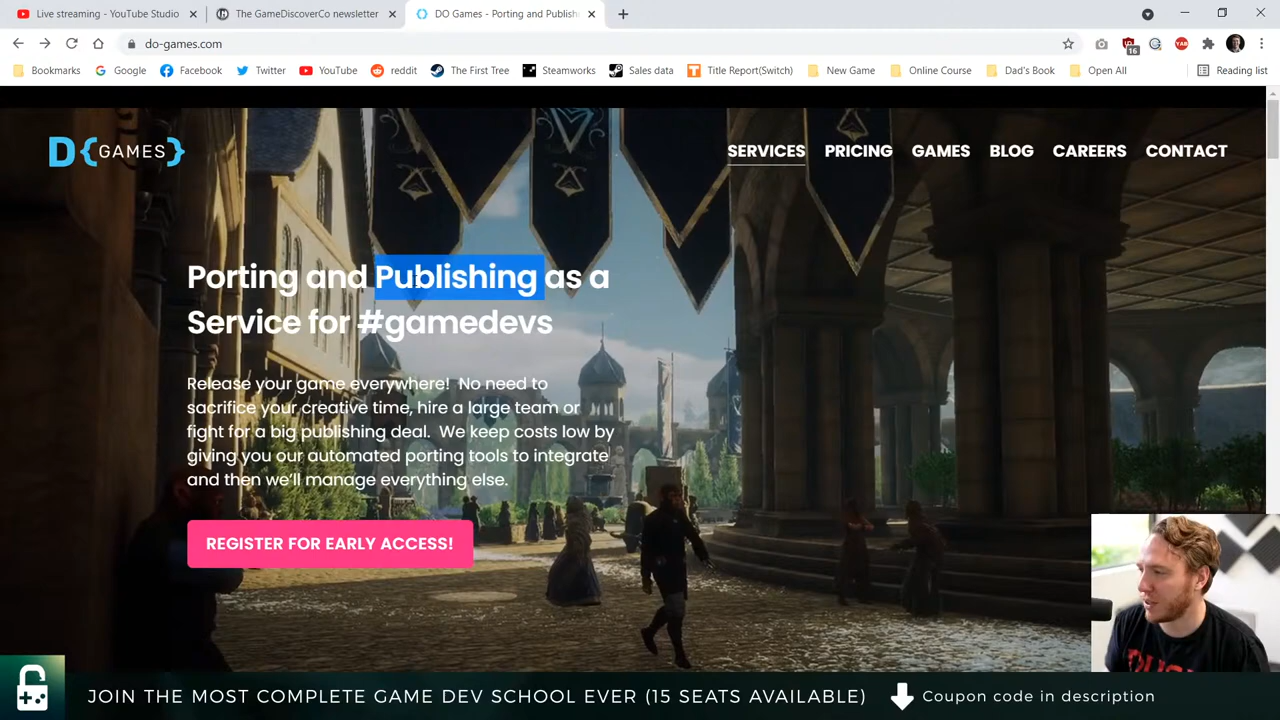 Live streaming - YouTube Studio
The GameDiscoverCo newsletter
DO Games - Porting and Publish
do-games.com
16
YAB
Bookmarks
Google
Facebook
Twitter
YouTube
reddit
The First Tree
Steamworks
Sales data
Title Report(Switch)
New Game
Online Course
Dad's Book
Open All
Reading list
D{GAMES}
SERVICES
PRICING
GAMES
BLOG
CAREERS
CONTACT
Porting and Publishing as a
Service for #gamedevs
Release your game everywhere! No need to
sacrifice your creative time, hire a large team or
fight for a big publishing deal. We keep costs low by
giving you our automated porting tools to integrate
and then we'll manage everything else.
REGISTER FOR EARLY ACCESS!
JOIN THE MOST COMPLETE GAME DEV SCHOOL EVER (15 SEATS AVAILABLE)
Coupon code in description